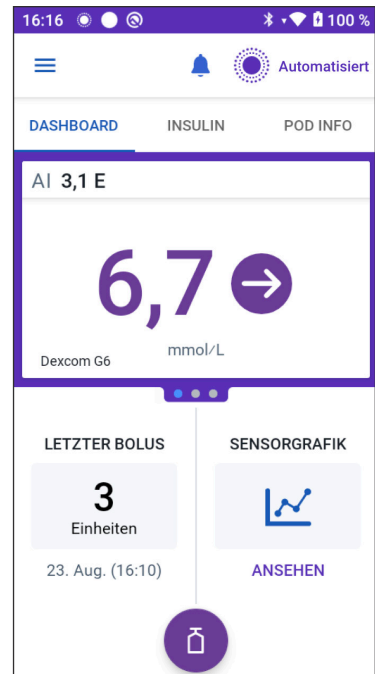 16:16 100 %
Automatisiert
DASHBOARD INSULIN POD INFO
AI 3,1 E
6,7
mmol/L
Dexcom G6
LETZTER BOLUS
3
Einheiten
23. Aug. (16:10)
SENSORGRAFIK
ANSEHEN